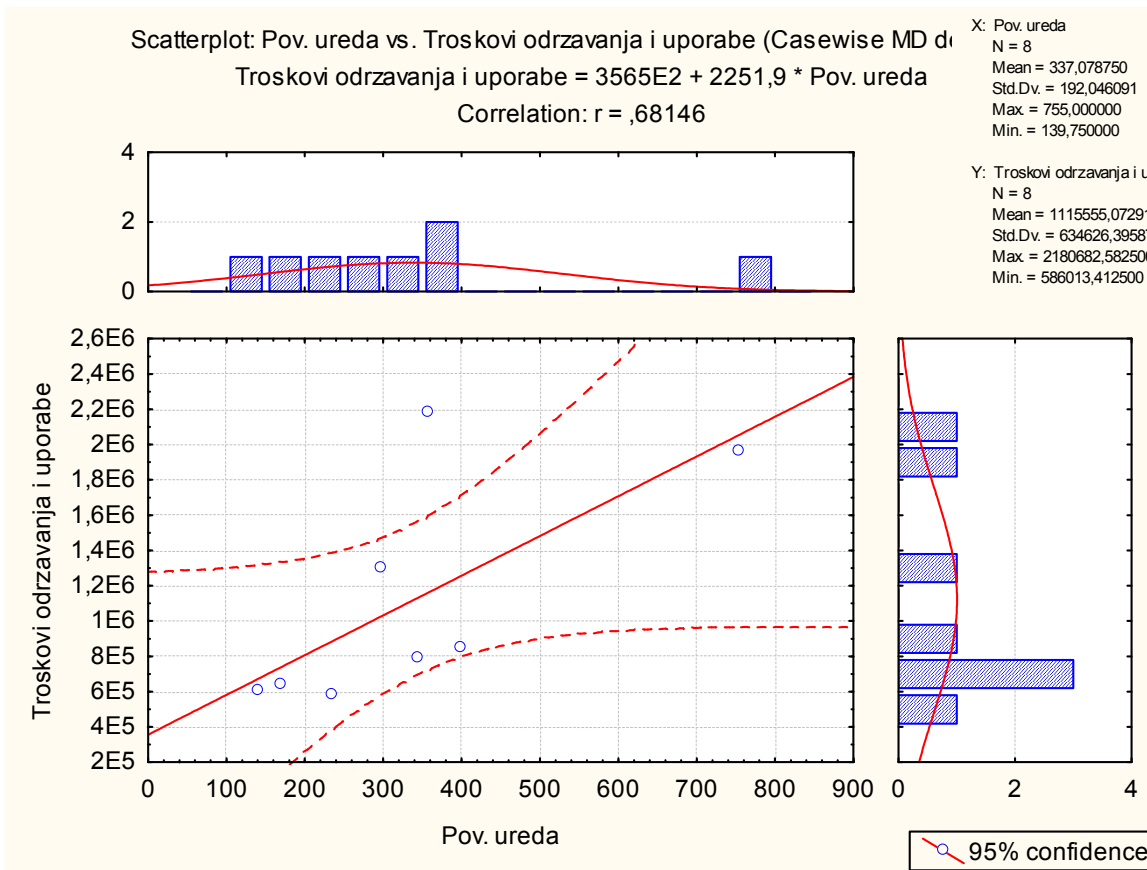 Scatterplot: Pov. ureda vs. Troskovi odrzavanja i uporabe (Casewise MD de
Troskovi odrzavanja i uporabe = 3565E2 + 2251,9 * Pov. ureda
Correlation: r = ,68146
X: Pov. ureda
N = 8
Mean = 337,078750
Std.Dv. = 192,046091
Max. = 755,000000
Min. = 139,750000
Y: Troskovi odrzavanja i u
N = 8
Mean = 1115555,07291
Std.Dv. = 634626,3958
Max. = 2180682,582500
Min. = 586013,412500
4
2
0
2,6E6
2,4E6
2,2E6
2E6
1,8E6
1,6E6
1,4E6
1,2E6
1E6
8E5
6E5
4E5
2E5
Troskovi odrzavanja i uporabe
0 100 200 300 400 500 600 700 800 900
Pov. ureda
0 2 4
95% confidence